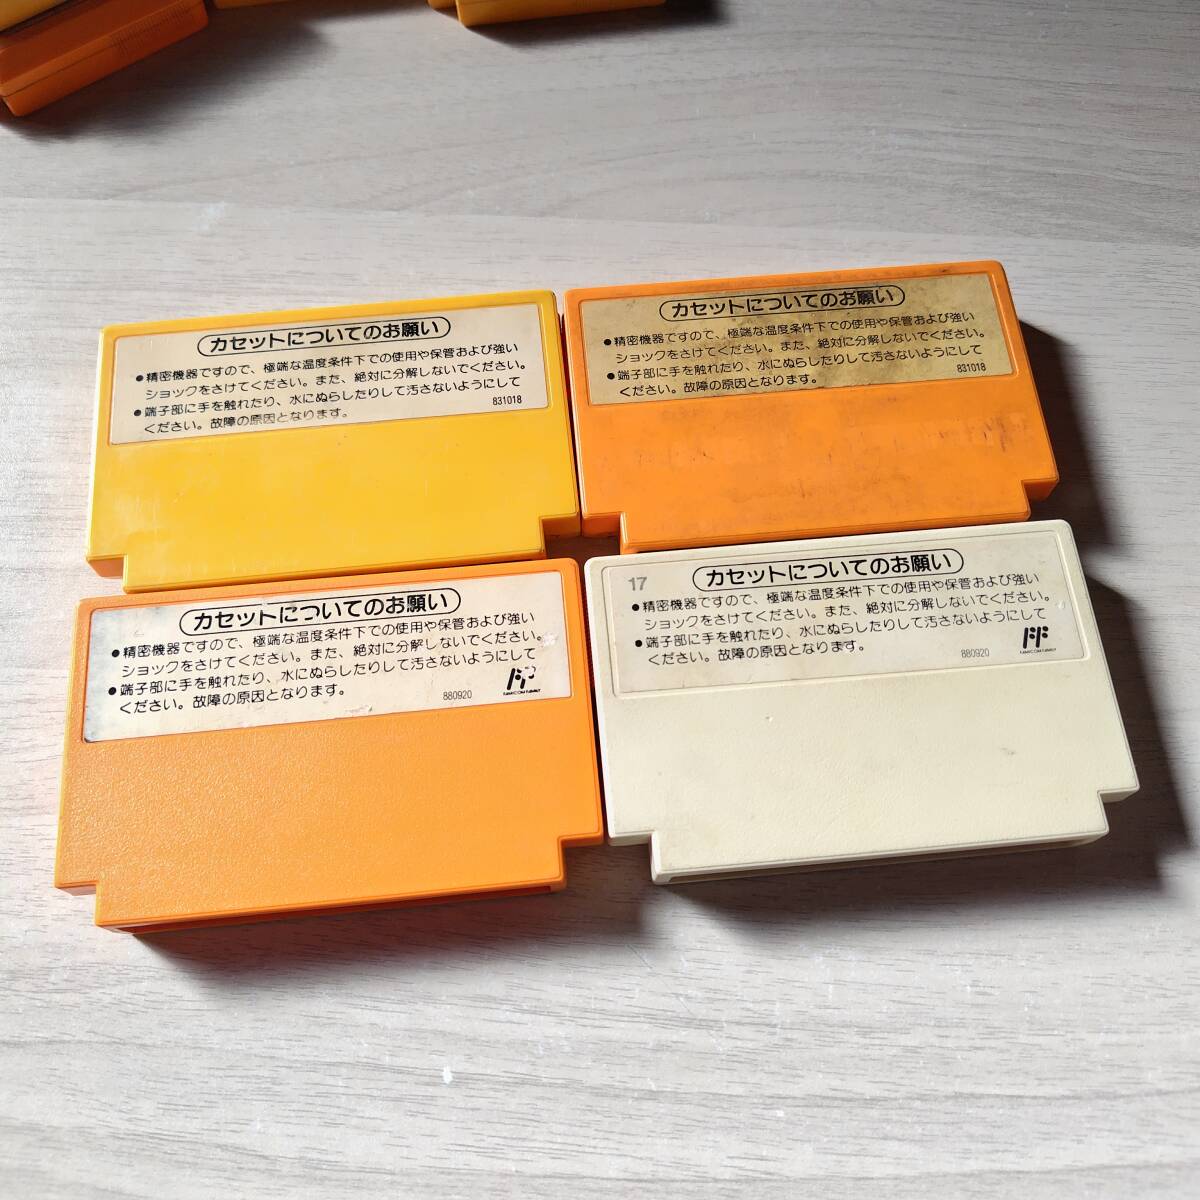 カセットについてのお願い
●精密機器ですので、極端な温度条件下での使用や保管および強い
ショックをさけてください。また、絶対に分解しないでください。
●端子部に手を触れたり、水にぬらしたりして汚さないようにして
ください。故障の原因となります。
831018
カセットについてのお願い
●精密機器ですので、極端な温度条件下での使用や保管および強い
ショックをさけてください。また、絶対に分解しないでください。
●端子部に手を触れたり、水にぬらしたりして汚さないようにして
ください。故障の原因となります。
831018
カセットについてのお願い
●精密機器ですので、極端な温度条件下での使用や保管および強い
ショックをさけてください。また、絶対に分解しないでください。
●端子部に手を触れたり、水にぬらしたりして汚さないようにして
ください。故障の原因となります。
880920
FF
FAMICOM FAMILY
17
カセットについてのお願い
●精密機器ですので、極端な温度条件下での使用や保管および強い
ショックをさけてください。また、絶対に分解しないでください。
●端子部に手を触れたり、水にぬらしたりして汚さないようにして
ください。故障の原因となります。
880920
FF
FAMICOM FAMILY